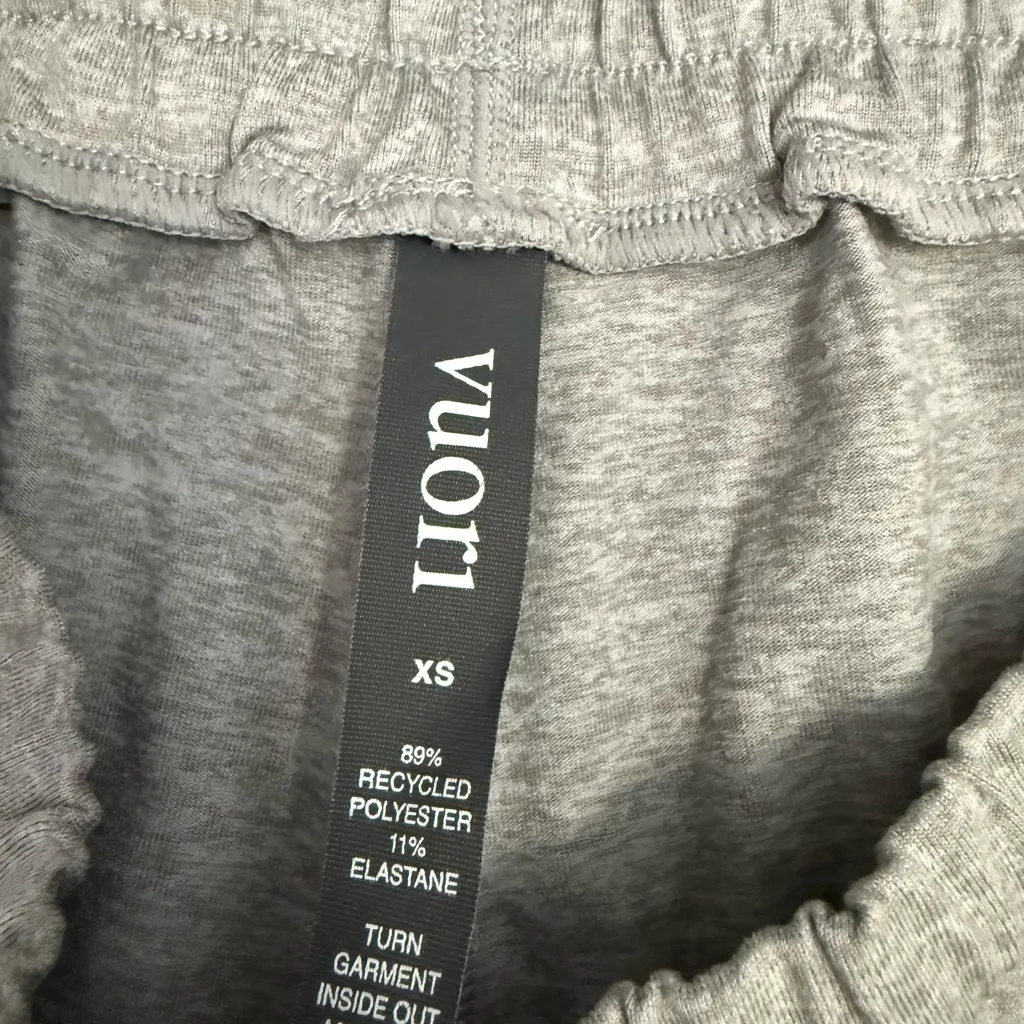 vuori
XS
89%
RECYCLED
POLYESTER
11%
ELASTANE
TURN
GARMENT
INSIDE OUT